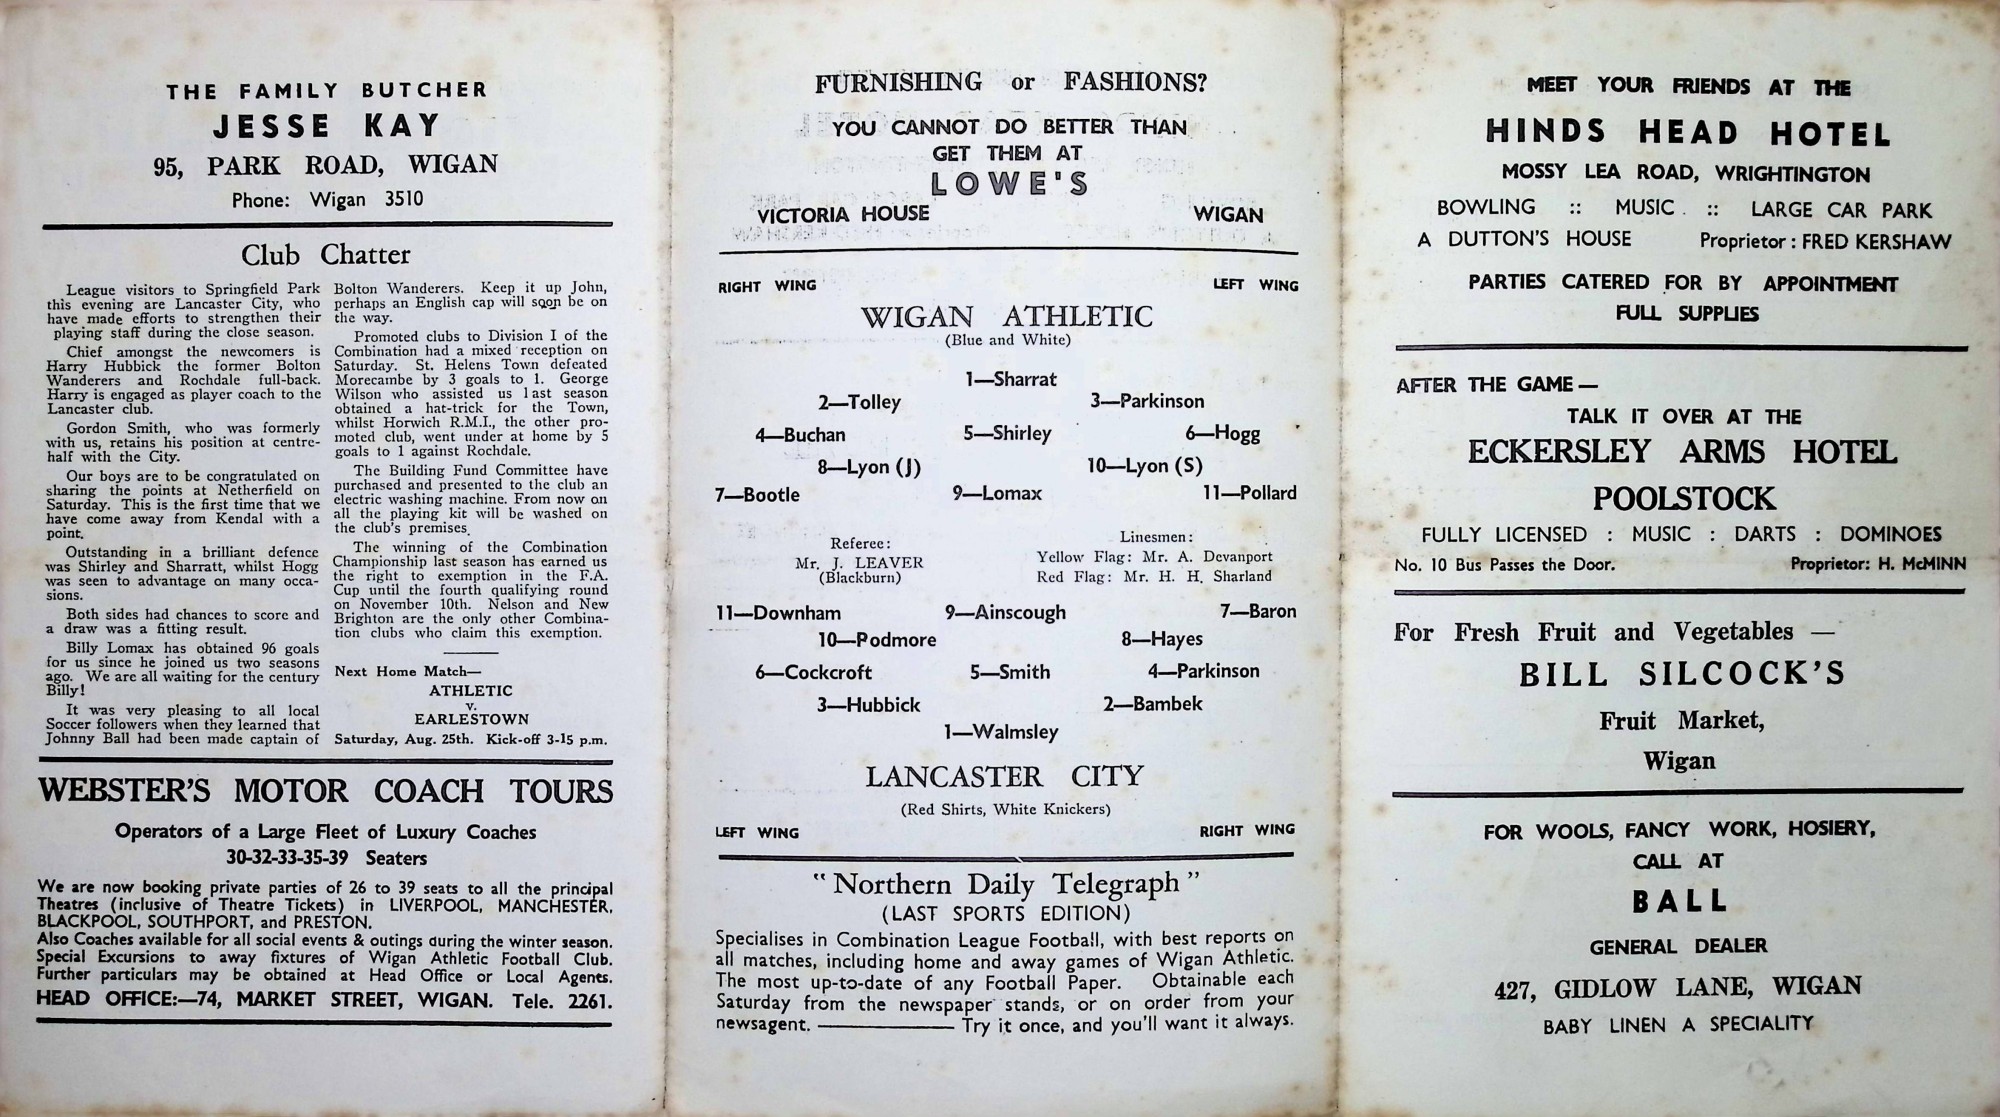 THE FAMILY BUTCHER
JESSE KAY
95, PARK ROAD, WIGAN
Phone: Wigan 3510
Club Chatter
League visitors to Springfield Park
this evening are Lancaster City, who
have made efforts to strengthen their
playing staff during the close season.
Chief amongst the newcomers is
Harry Hubbick the former Bolton
Wanderers and Rochdale full-back.
Harry is engaged as player coach to the
Lancaster club.
Gordon Smith, who was formerly
with us, retains his position at centre-
half with the City.
Our boys are to be congratulated on
sharing the points at Netherfield on
Saturday. This is the first time that we
have come away from Kendal with a
point.
Outstanding in a brilliant defence
was Shirley and Sharratt, whilst Hogg
was seen to advantage on many occa-
sions.
Both sides had chances to score and
a draw was a fitting result.
Billy Lomax has obtained 96 goals
for us since he joined us two seasons
ago. We are all waiting for the century
Billy!
It was very pleasing to all local
Soccer followers when they learned that
Johnny Ball had been made captain of
Bolton Wanderers. Keep it up John,
perhaps an English cap will soon be on
the way.
Promoted clubs to Division I of the
Combination had a mixed reception on
Saturday. St. Helens Town defeated
Morecambe by 3 goals to 1. George
Wilson who assisted us last season
obtained a hat-trick for the Town,
whilst Horwich R.M.I., the other pro-
moted club, went under at home by 5
goals to 1 against Rochdale.
The Building Fund Committee have
purchased and presented to the club an
electric washing machine. From now on
all the playing kit will be washed on
the club's premises.
The winning of the Combination
Championship last season has earned us
the right to exemption in the F.A.
Cup until the fourth qualifying round
on November 10th. Nelson and New
Brighton are the only other Combina-
tion clubs who claim this exemption.
Next Home Match—
ATHLETIC
v.
EARLESTOWN
Saturday, Aug. 25th. Kick-off 3-15 p.m.
WEBSTER'S MOTOR COACH TOURS
Operators of a Large Fleet of Luxury Coaches
30-32-33-35-39 Seaters
We are now booking private parties of 26 to 39 seats to all the principal
Theatres (inclusive of Theatre Tickets) in LIVERPOOL, MANCHESTER,
BLACKPOOL, SOUTHPORT, and PRESTON.
Also Coaches available for all social events & outings during the winter season.
Special Excursions to away fixtures of Wigan Athletic Football Club.
Further particulars may be obtained at Head Office or Local Agents.
HEAD OFFICE:—74, MARKET STREET, WIGAN. Tele. 2261.
FURNISHING or FASHIONS?
YOU CANNOT DO BETTER THAN
GET THEM AT
LOWE'S
VICTORIA HOUSE WIGAN
RIGHT WING LEFT WING
WIGAN ATHLETIC
(Blue and White)
1—Sharrat
2—Tolley 3—Parkinson
4—Buchan 5—Shirley 6—Hogg
8—Lyon (J) 10—Lyon (S)
7—Bootle 9—Lomax 11—Pollard
Referee:
Mr. J. LEAVER
(Blackburn)
Linesmen:
Yellow Flag: Mr. A. Devanport
Red Flag: Mr. H. H. Sharland
11—Downham 9—Ainscough 7—Baron
10—Podmore 8—Hayes
6—Cockcroft 5—Smith 4—Parkinson
3—Hubbick 2—Bambek
1—Walmsley
LANCASTER CITY
(Red Shirts, White Knickers)
LEFT WING RIGHT WING
"Northern Daily Telegraph"
(LAST SPORTS EDITION)
Specialises in Combination League Football, with best reports on
all matches, including home and away games of Wigan Athletic.
The most up-to-date of any Football Paper. Obtainable each
Saturday from the newspaper stands, or on order from your
newsagent. ———— Try it once, and you'll want it always.
MEET YOUR FRIENDS AT THE
HINDS HEAD HOTEL
MOSSY LEA ROAD, WRIGHTINGTON
BOWLING :: MUSIC :: LARGE CAR PARK
A DUTTON'S HOUSE Proprietor: FRED KERSHAW
PARTIES CATERED FOR BY APPOINTMENT
FULL SUPPLIES
AFTER THE GAME—
TALK IT OVER AT THE
ECKERSLEY ARMS HOTEL
POOLSTOCK
FULLY LICENSED : MUSIC : DARTS : DOMINOES
No. 10 Bus Passes the Door. Proprietor: H. McMINN
For Fresh Fruit and Vegetables —
BILL SILCOCK'S
Fruit Market,
Wigan
FOR WOOLS, FANCY WORK, HOSIERY,
CALL AT
BALL
GENERAL DEALER
427, GIDLOW LANE, WIGAN
BABY LINEN A SPECIALITY